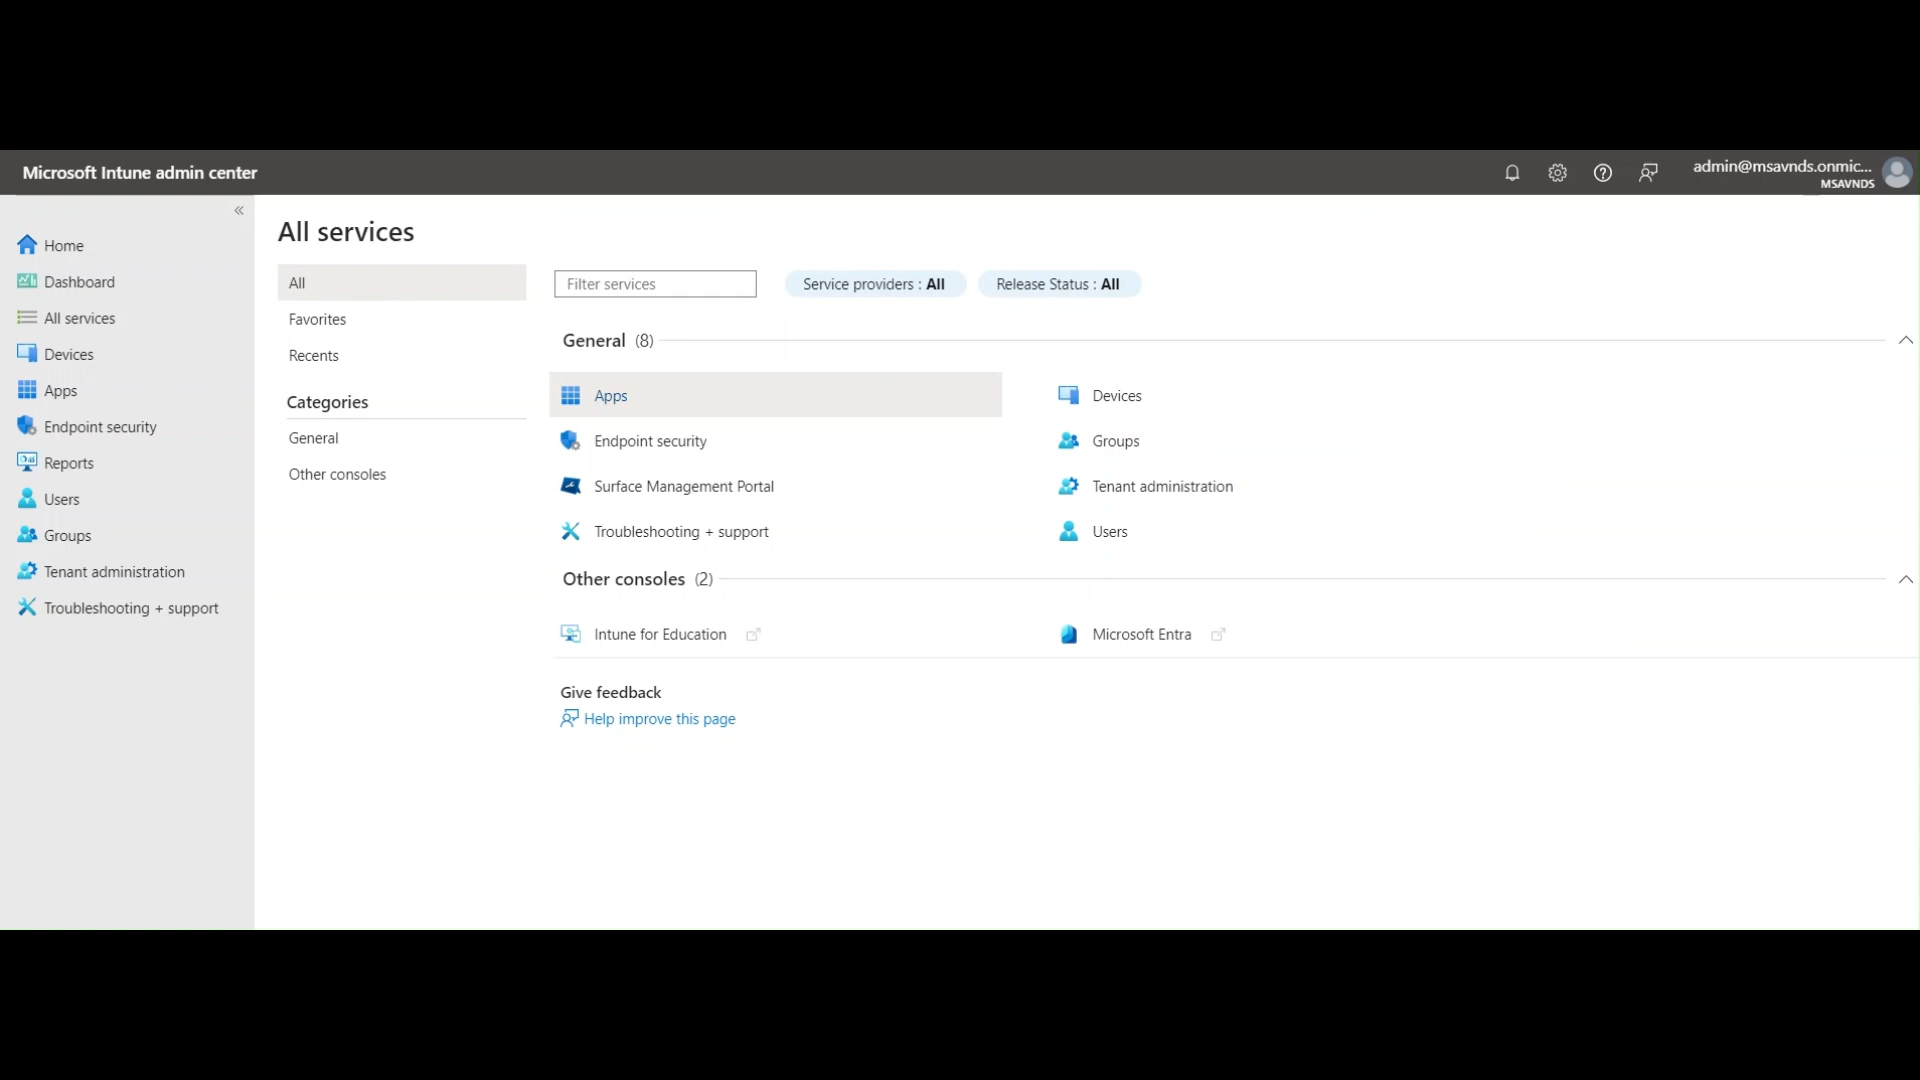 Microsoft Intune admin center
admin@msavnds.onmic...
MSAVNDS
Home
Dashboard
All services
Devices
Apps
Endpoint security
Reports
Users
Groups
Tenant administration
Troubleshooting + support
All services
All
Favorites
Recents
Categories
General
Other consoles
Filter services
Service providers : All
Release Status : All
General (8)
Apps
Devices
Endpoint security
Groups
Surface Management Portal
Tenant administration
Troubleshooting + support
Users
Other consoles (2)
Intune for Education
Microsoft Entra
Give feedback
Help improve this page